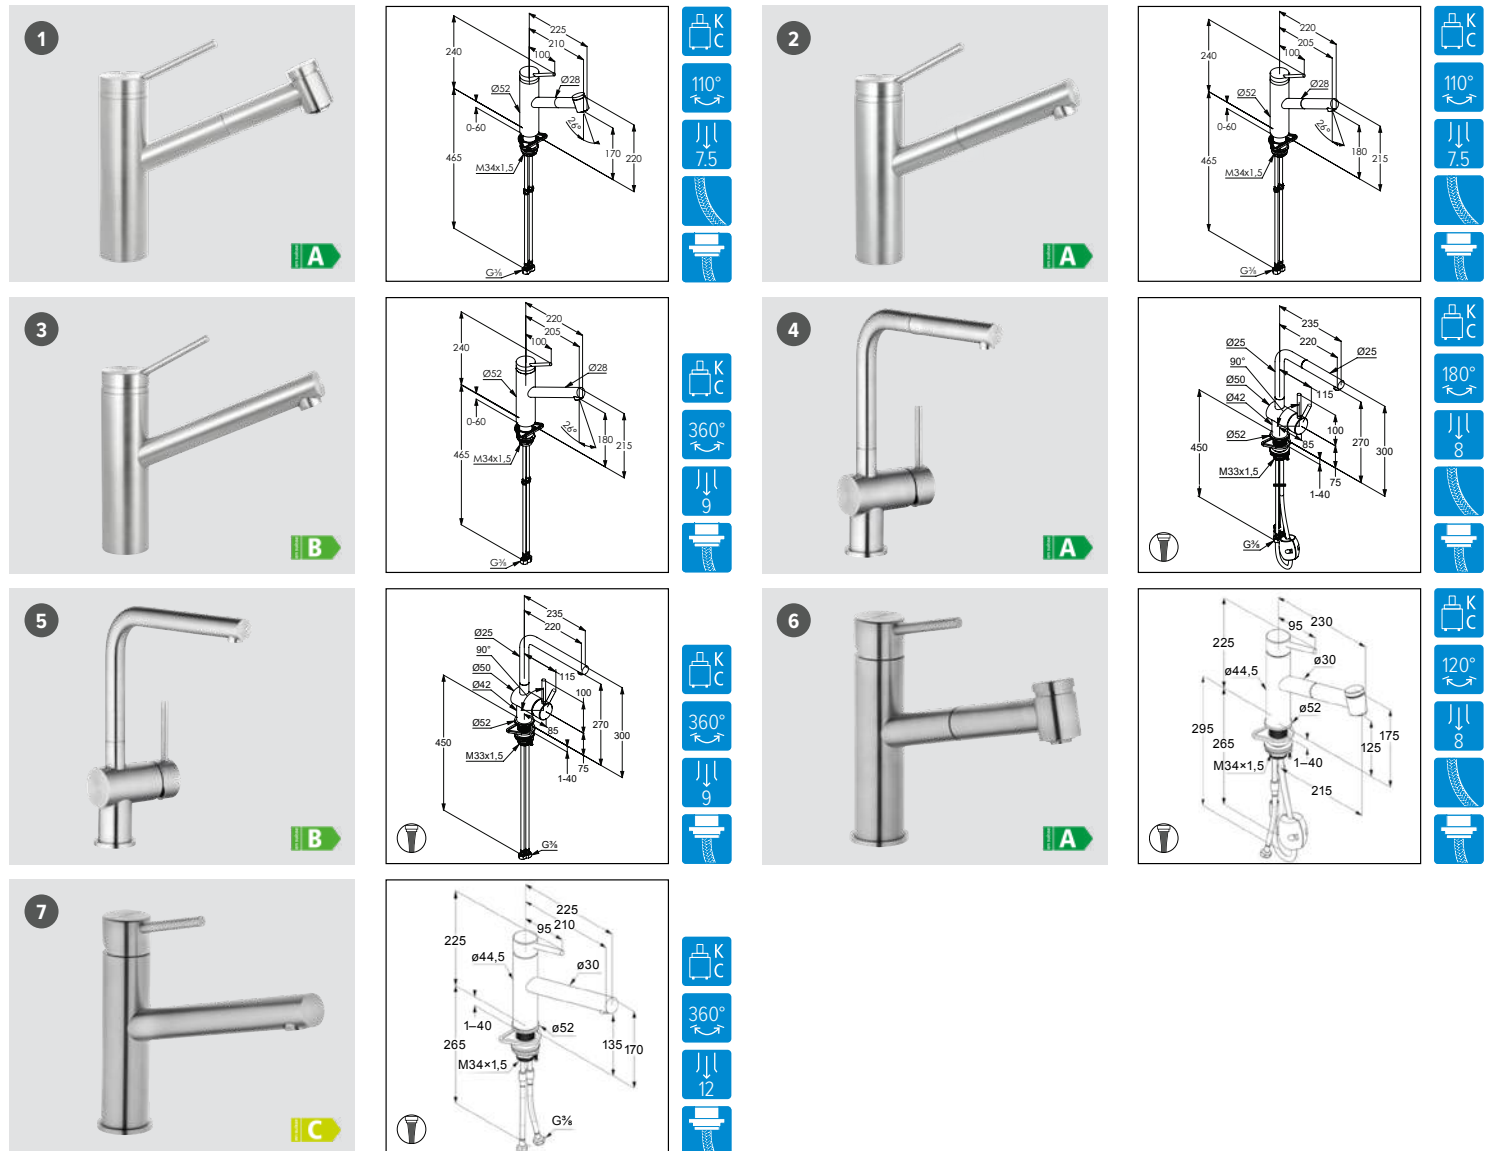 1
A
225
210
100
240
Ø52
Ø28
0-60
26°
465
170
220
M34x1,5
G⅜
K
C
110°
7.5
2
A
220
205
100
240
Ø52
Ø28
0-60
26°
465
180
215
M34x1,5
G⅜
K
C
110°
7.5
3
B
220
205
100
240
Ø52
Ø28
0-60
26°
465
180
215
M34x1,5
G⅜
K
C
360°
9
4
A
235
220
Ø25
Ø25
90°
Ø50
115
Ø42
100
Ø52
85
270
300
450
M33x1,5
75
1-40
G⅜
K
C
180°
8
5
B
235
220
Ø25
90°
Ø50
115
Ø42
100
Ø52
85
270
300
450
M33x1,5
75
1-40
G⅜
K
C
360°
9
6
A
95 230
225
ø30
ø44,5
ø52
295
265
175
125
M34×1,5
1–40
215
K
C
120°
8
7
C
225
95 210
225
ø44,5
ø30
1–40
ø52
265
135 170
M34×1,5
G⅜
K
C
360°
12